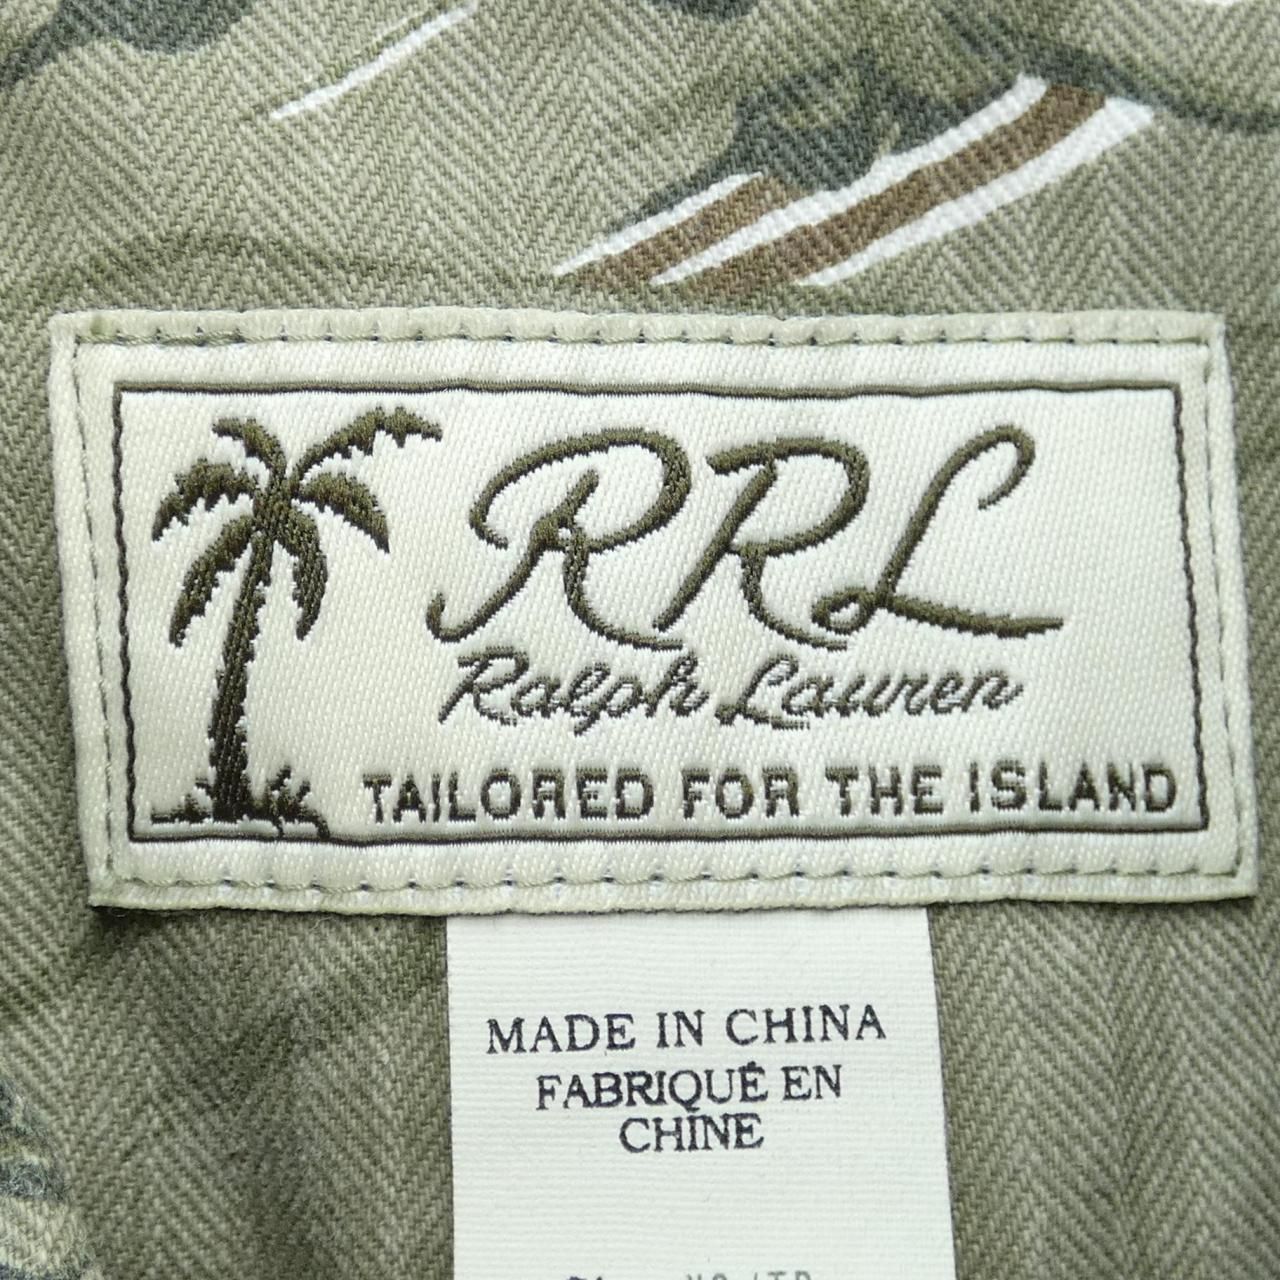 RRL
Ralph Lauren
TAILORED FOR THE ISLAND
MADE IN CHINA
FABRIQUÉ EN
CHINE